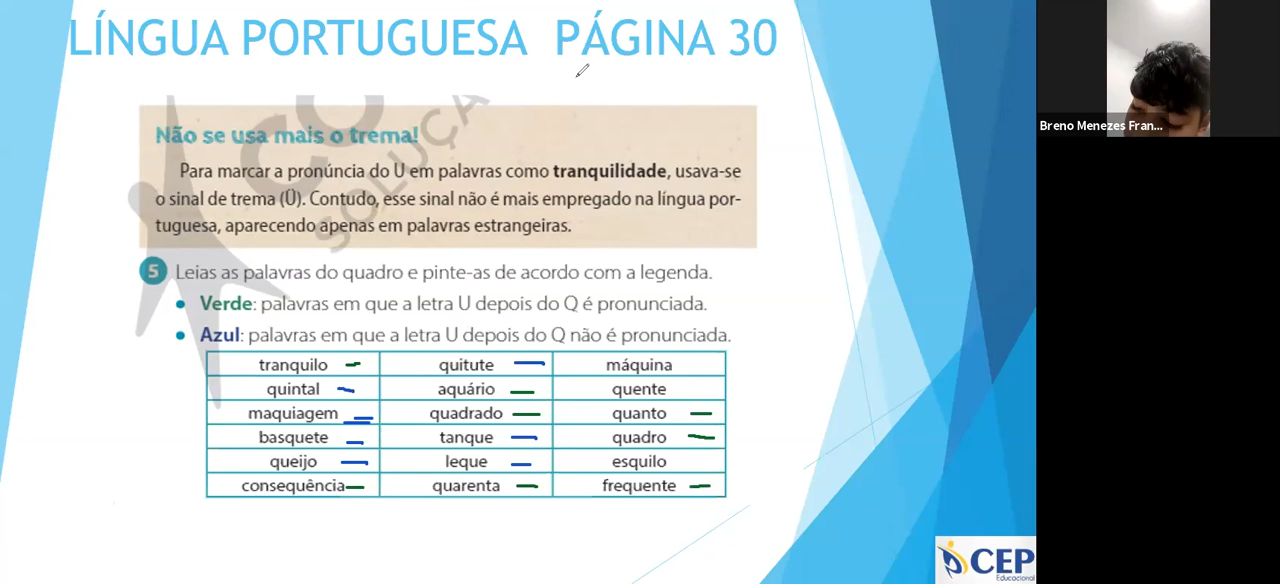 LÍNGUA PORTUGUESA PÁGINA 30
Breno Menezes Fran...
Não se usa mais o trema!
Para marcar a pronúncia do U em palavras como tranquilidade, usava-se
o sinal de trema (Ü). Contudo, esse sinal não é mais empregado na língua por-
tuguesa, aparecendo apenas em palavras estrangeiras.
5 Leias as palavras do quadro e pinte-as de acordo com a legenda.
• Verde: palavras em que a letra U depois do Q é pronunciada.
• Azul: palavras em que a letra U depois do Q não é pronunciada.
tranquilo quitute máquina
quintal aquário quente
maquiagem quadrado quanto
basquete tanque quadro
queijo leque esquilo
consequência quarenta frequente
CEP
Educacional